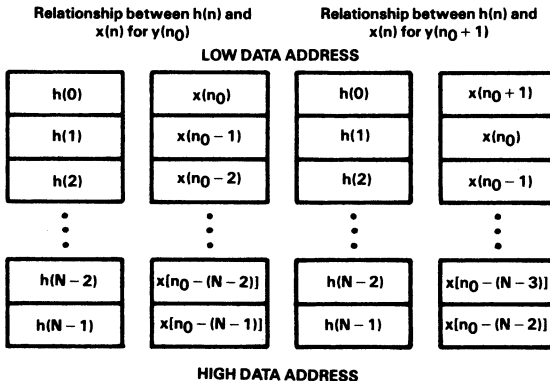 Relationship between h(n) and
x(n) for y(n0)
Relationship between h(n) and
x(n) for y(n0 + 1)
LOW DATA ADDRESS
h(0) x(n0) h(0) x(n0 + 1)
h(1) x(n0 − 1) h(1) x(n0)
h(2) x(n0 − 2) h(2) x(n0 − 1)
h(N − 2) x[n0 − (N − 2)] h(N − 2) x[n0 − (N − 3)]
h(N − 1) x[n0 − (N − 1)] h(N − 1) x[n0 − (N − 2)]
HIGH DATA ADDRESS